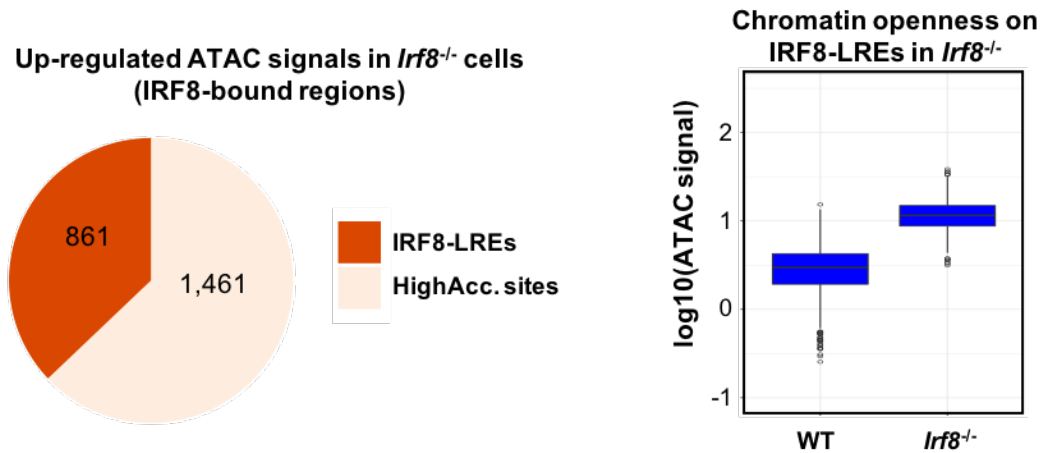 Up-regulated ATAC signals in Irf8-/- cells
(IRF8-bound regions)
861
1,461
IRF8-LREs
HighAcc. sites
Chromatin openness on
IRF8-LREs in Irf8-/-
log10(ATAC signal)
2
1
0
-1
WT
Irf8-/-